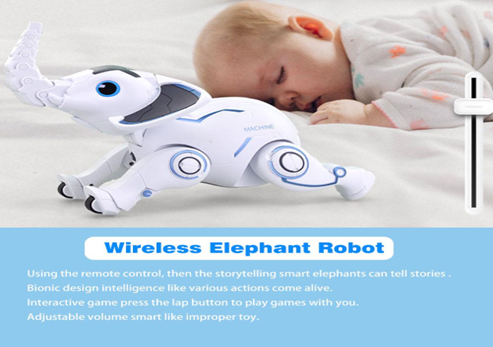 MACHINE
Wireless Elephant Robot
Using the remote control, then the storytelling smart elephants can tell stories .
Bionic design intelligence like various actions come alive.
Interactive game press the lap button to play games with you.
Adjustable volume smart like improper toy.